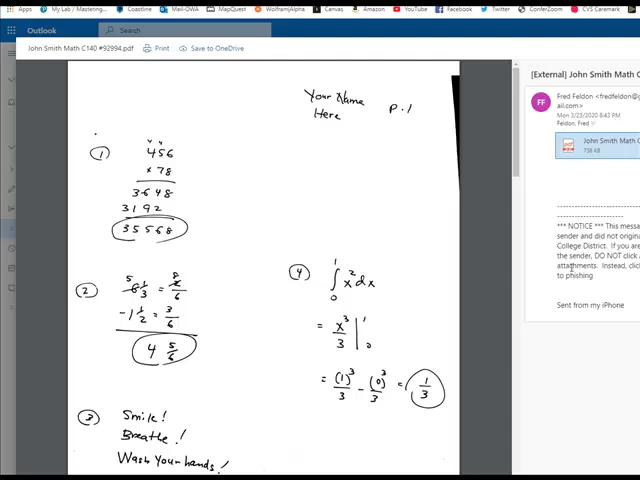 My Lab / Mastering...
Coastline
Mail-OWA
MapQuest
WolframjAlpha
Canvas
Amazon
YouTube
Facebook
Twitter
ConferZoom
CVS Caremark
Outlook
Search
John Smith Math C140 #92994.pdf
Print
Save to OneDrive
Your Name
Here
P.1
①
456
× 78
3648
3192
35568
②
5 6 1/3 = 8/6
-1 1/2 = 3/6
4 5/6
③
Smile!
Breathe!
Wash Your hands!
④
∫₀¹ x² dx
= x³/3 |₀¹
= (1)³/3 - (0)³/3 = 1/3
[External] John Smith Math C
FF
Fred Feldon <fredfeldon@g
ail.com>
Mon 3/23/2020 8:43 PM
Feldon, Fred
John Smith Math C
758 KB
*** NOTICE *** This messa
sender and did not origina
College District. If you are
the sender, DO NOT click
attachments. Instead, clic
to phishing
Sent from my iPhone